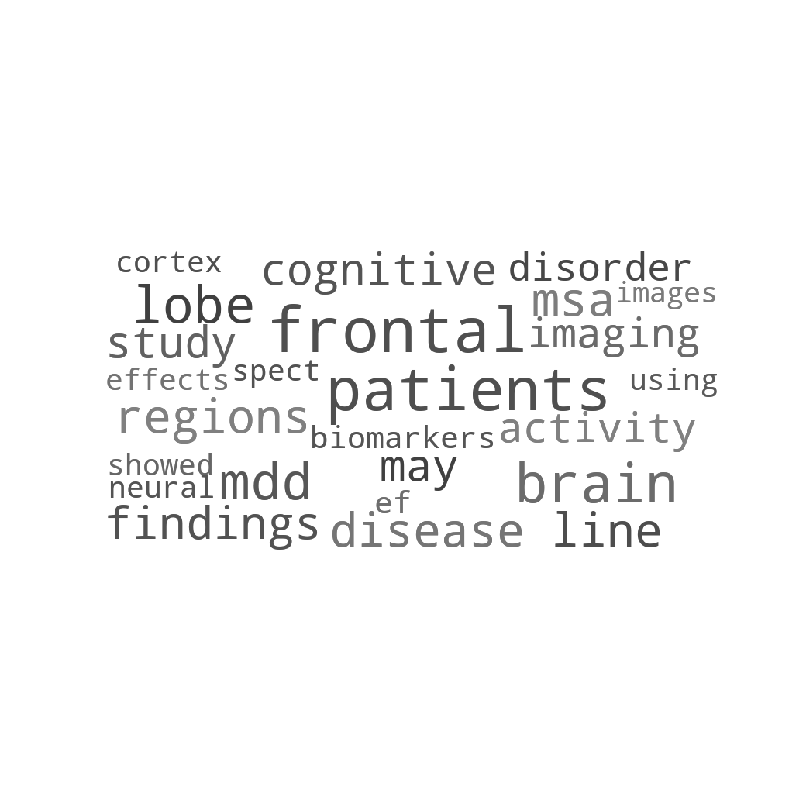 cortex cognitive disorder
lobe msa images
study frontal imaging
effects spect patients using
regions biomarkers activity
showed may
neural mdd ef brain
findings disease line